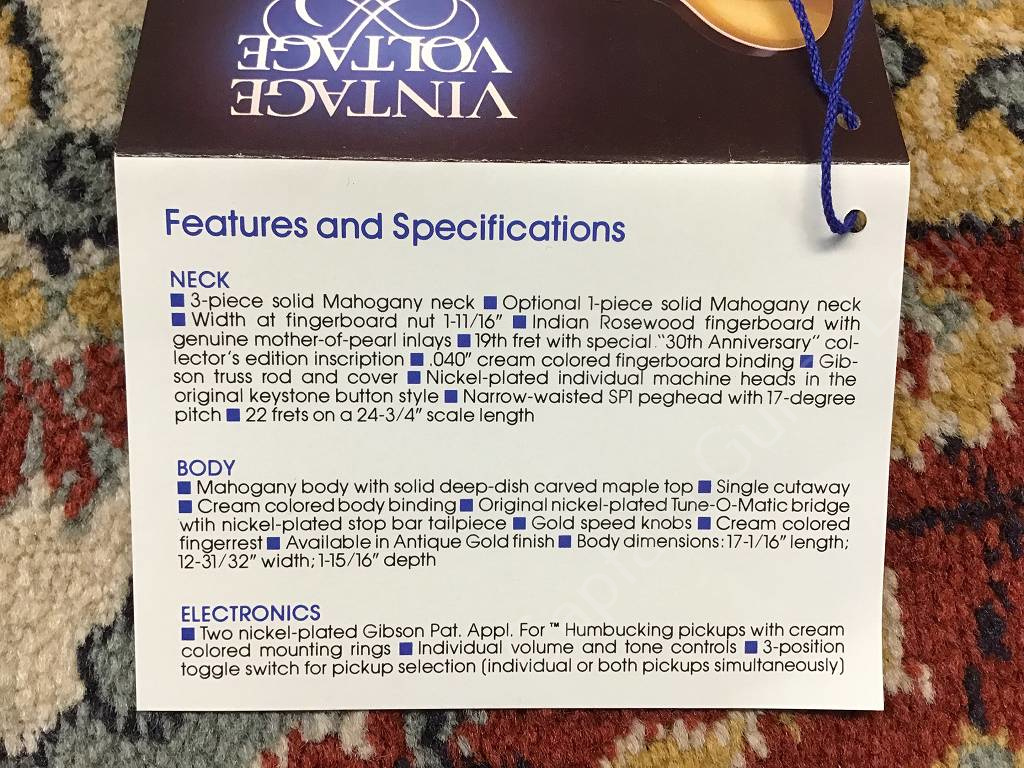 VINTAGE
VOLTAGE
Features and Specifications
NECK
■ 3-piece solid Mahogany neck ■ Optional 1-piece solid Mahogany neck
■ Width at fingerboard nut 1-11/16" ■ Indian Rosewood fingerboard with
genuine mother-of-pearl inlays ■ 19th fret with special "30th Anniversary" col-
lector's edition inscription ■ .040" cream colored fingerboard binding ■ Gib-
son truss rod and cover ■ Nickel-plated individual machine heads in the
original keystone button style ■ Narrow-waisted SP1 peghead with 17-degree
pitch ■ 22 frets on a 24-3/4" scale length
BODY
■ Mahogany body with solid deep-dish carved maple top ■ Single cutaway
■ Cream colored body binding ■ Original nickel-plated Tune-O-Matic bridge
wtih nickel-plated stop bar tailpiece ■ Gold speed knobs ■ Cream colored
fingerrest ■ Available in Antique Gold finish ■ Body dimensions: 17-1/16" length;
12-31/32" width; 1-15/16" depth
ELECTRONICS
■ Two nickel-plated Gibson Pat. Appl. For ™ Humbucking pickups with cream
colored mounting rings ■ Individual volume and tone controls ■ 3-position
toggle switch for pickup selection (individual or both pickups simultaneously)